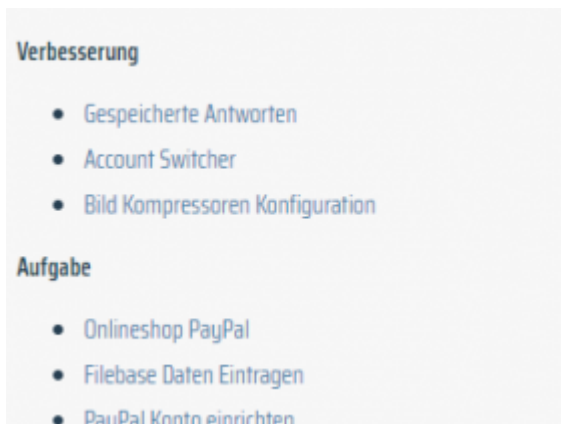 Verbesserung
Gespeicherte Antworten
Account Switcher
Bild Kompressoren Konfiguration
Aufgabe
Onlineshop PayPal
Filebase Daten Eintragen
PayPal Konto einrichten